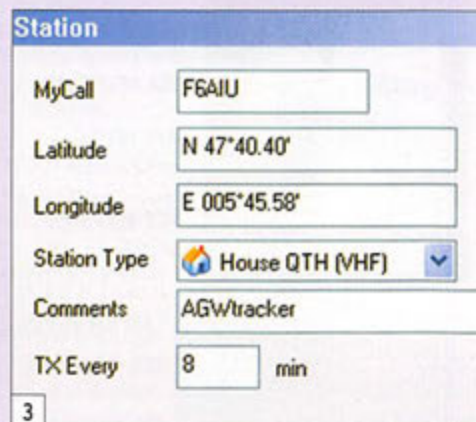 Station
MyCall F6AIU
Latitude N 47°40.40'
Longitude E 005°45.58'
Station Type House QTH (VHF)
Comments AGWtracker
TX Every 8 min
3